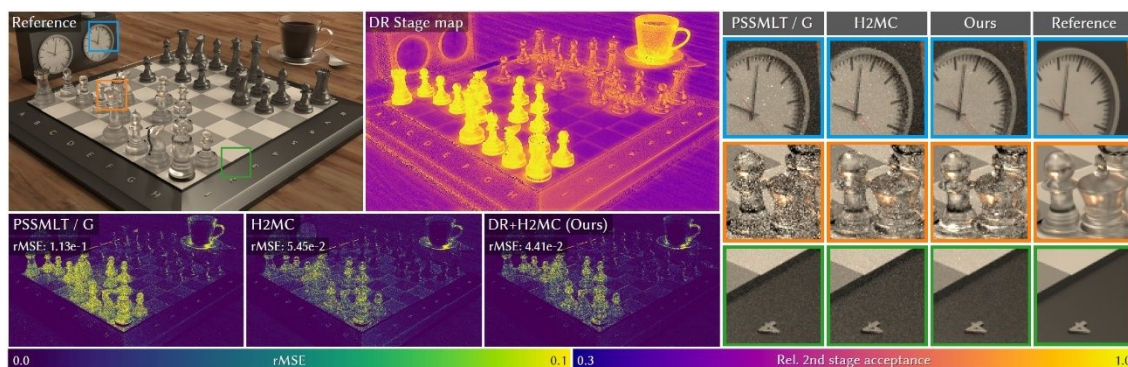 Reference
DR Stage map
PSSMLT / G
H2MC
Ours
Reference
PSSMLT / G
rMSE: 1.13e-1
H2MC
rMSE: 5.45e-2
DR+H2MC (Ours)
rMSE: 4.41e-2
0.0
rMSE
0.1
0.3
Rel. 2nd stage acceptance
1.0